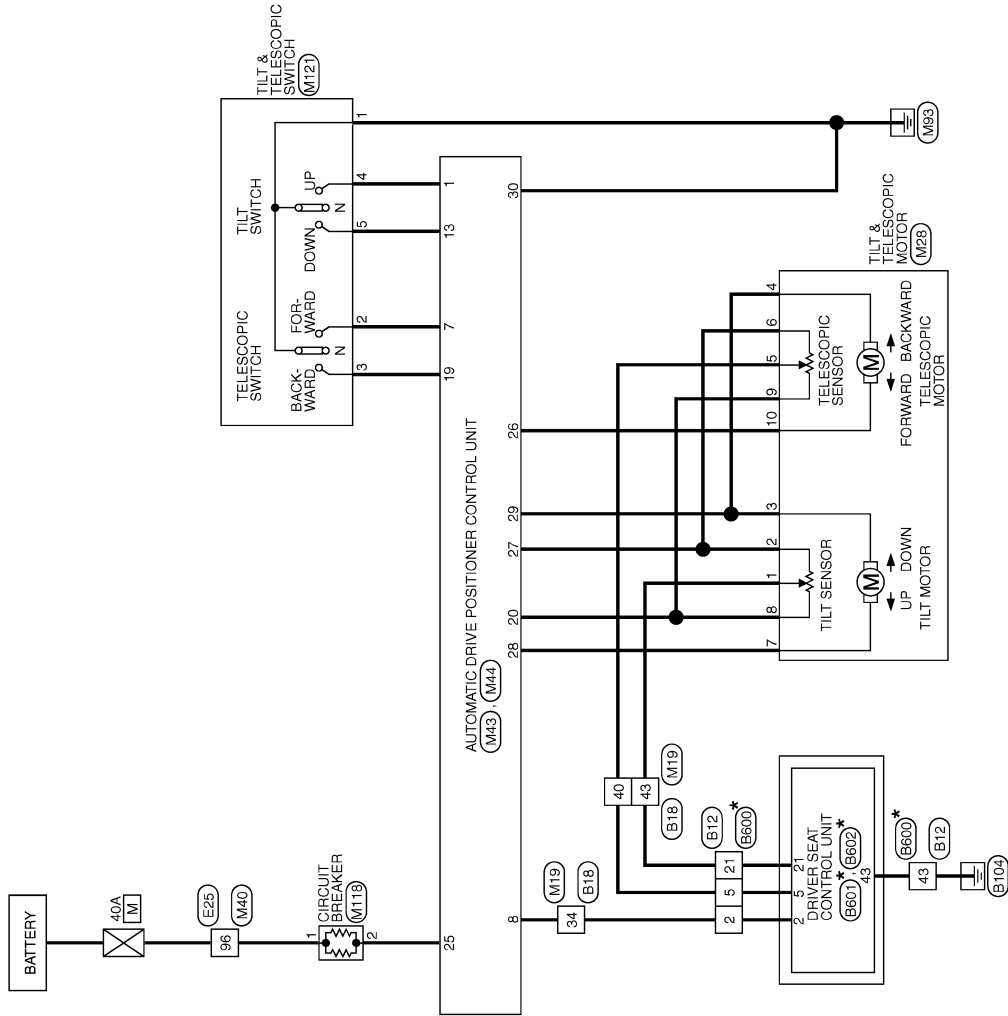 BATTERY
40A
M
E25
96
M40
1
CIRCUIT
BREAKER
M118
2
25
TILT &
TELESCOPIC
SWITCH
M121
TELESCOPIC
SWITCH
TILT
SWITCH
BACK-
WARD
N
FOR-
WARD
DOWN
N
UP
3
2
5
4
1
19
7
13
1
AUTOMATIC DRIVE POSITIONER CONTROL UNIT
M43 , M44
8
28
20
27
29
26
30
M93
M19
34
B18
40
43
M19
B18
B12
B600 *
2
5
21
2
5
21
DRIVER SEAT
CONTROL UNIT
B601 * , B602 *
43
B600 *
43
B12
B104
TILT &
TELESCOPIC
MOTOR
M28
7
8
1
2
3
10
9
5
6
4
TILT SENSOR
M
UP DOWN
TILT MOTOR
TELESCOPIC
SENSOR
M
FORWARD BACKWARD
TELESCOPIC
MOTOR